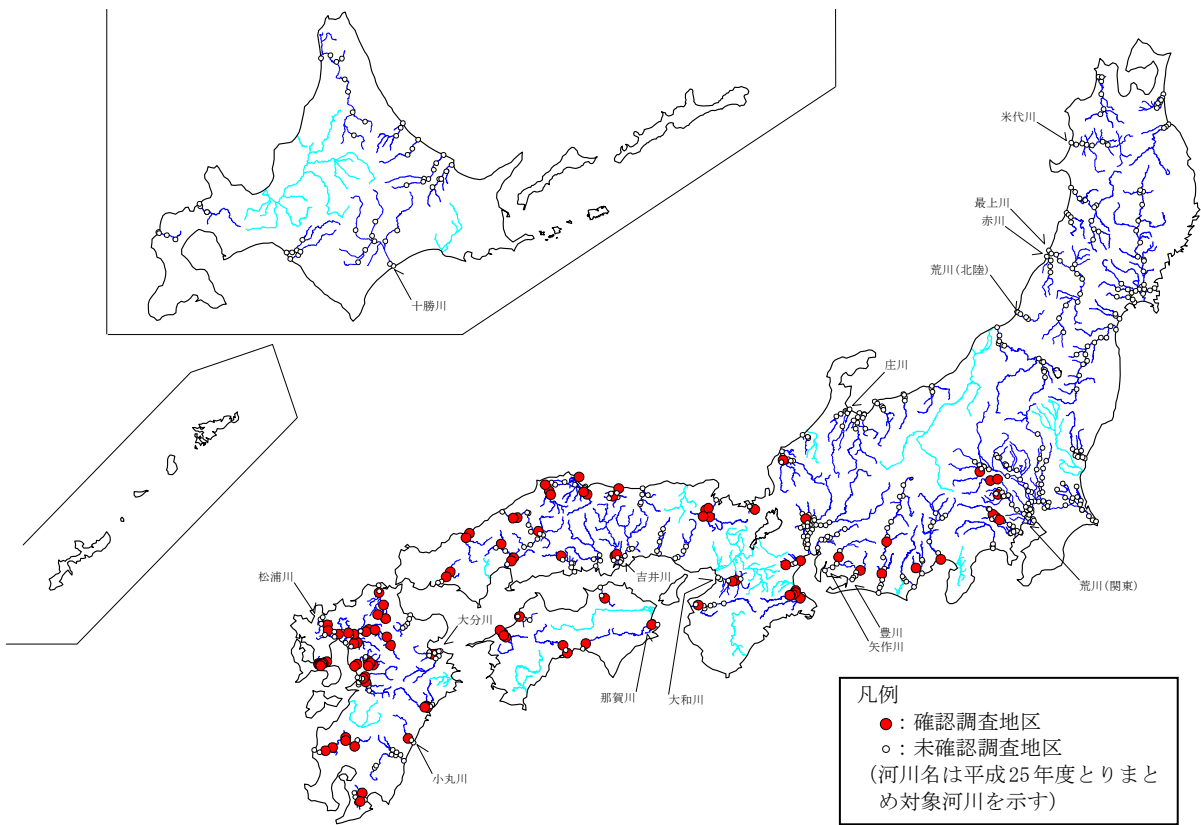 米代川
最上川
赤川
荒川(北陸)
十勝川
庄川
松浦川
大分川
吉井川
荒川(関東)
豊川
矢作川
那賀川
大和川
小丸川
凡例
：確認調査地区
：未確認調査地区
(河川名は平成25年度とりまと
め対象河川を示す)